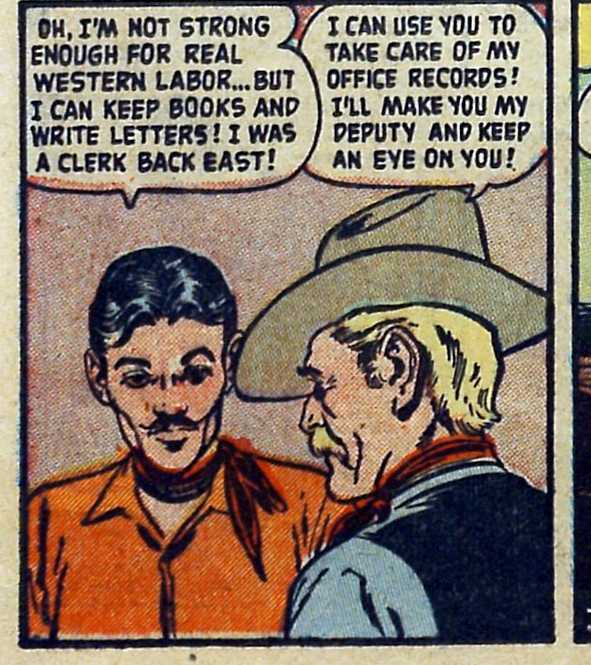 OH, I'M NOT STRONG
ENOUGH FOR REAL
WESTERN LABOR...BUT
I CAN KEEP BOOKS AND
WRITE LETTERS! I WAS
A CLERK BACK EAST!
I CAN USE YOU TO
TAKE CARE OF MY
OFFICE RECORDS!
I'LL MAKE YOU MY
DEPUTY AND KEEP
AN EYE ON YOU!